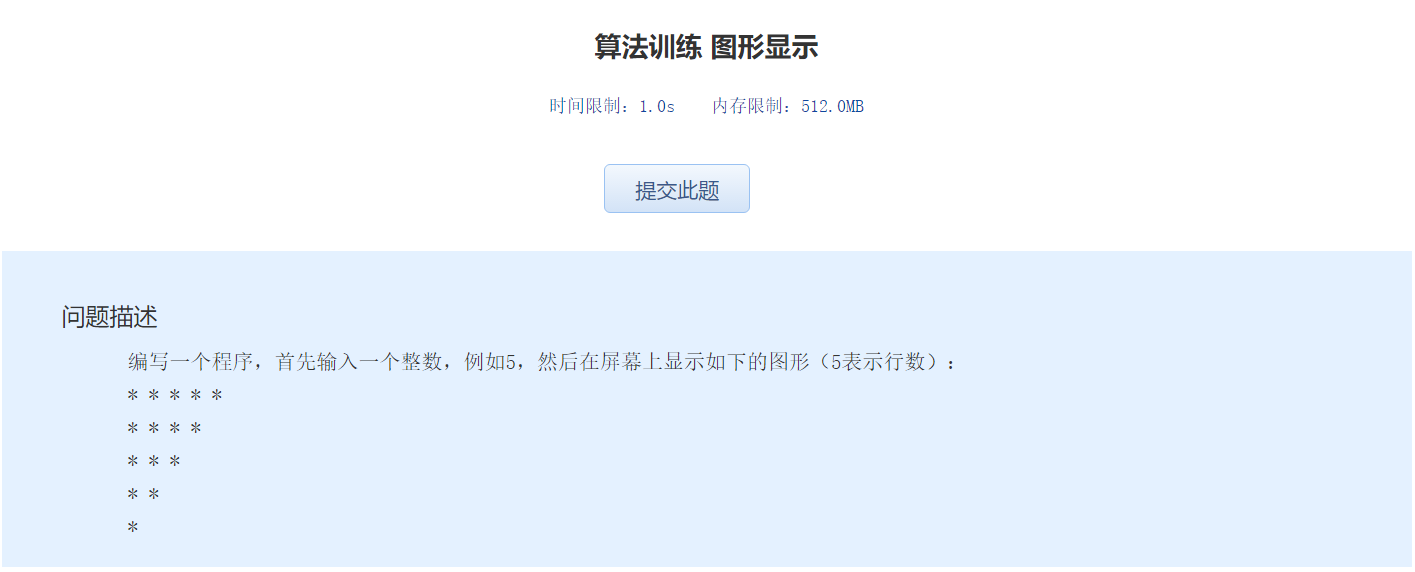 算法训练 图形显示
时间限制：1.0s 内存限制：512.0MB
提交此题
问题描述
编写一个程序，首先输入一个整数，例如5，然后在屏幕上显示如下的图形（5表示行数）：
* * * * *
* * * *
* * *
* *
*